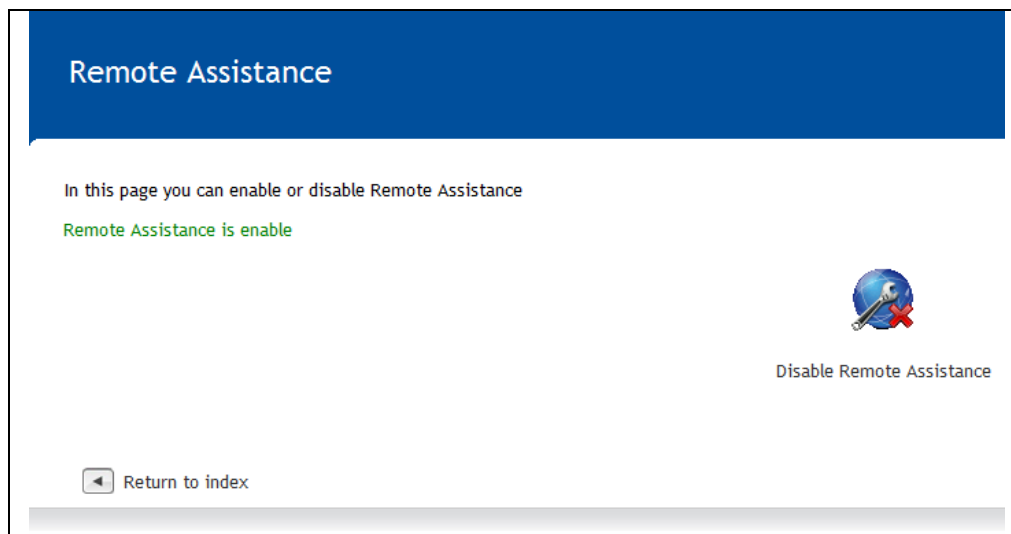 Remote Assistance
In this page you can enable or disable Remote Assistance
Remote Assistance is enable
Disable Remote Assistance
Return to index